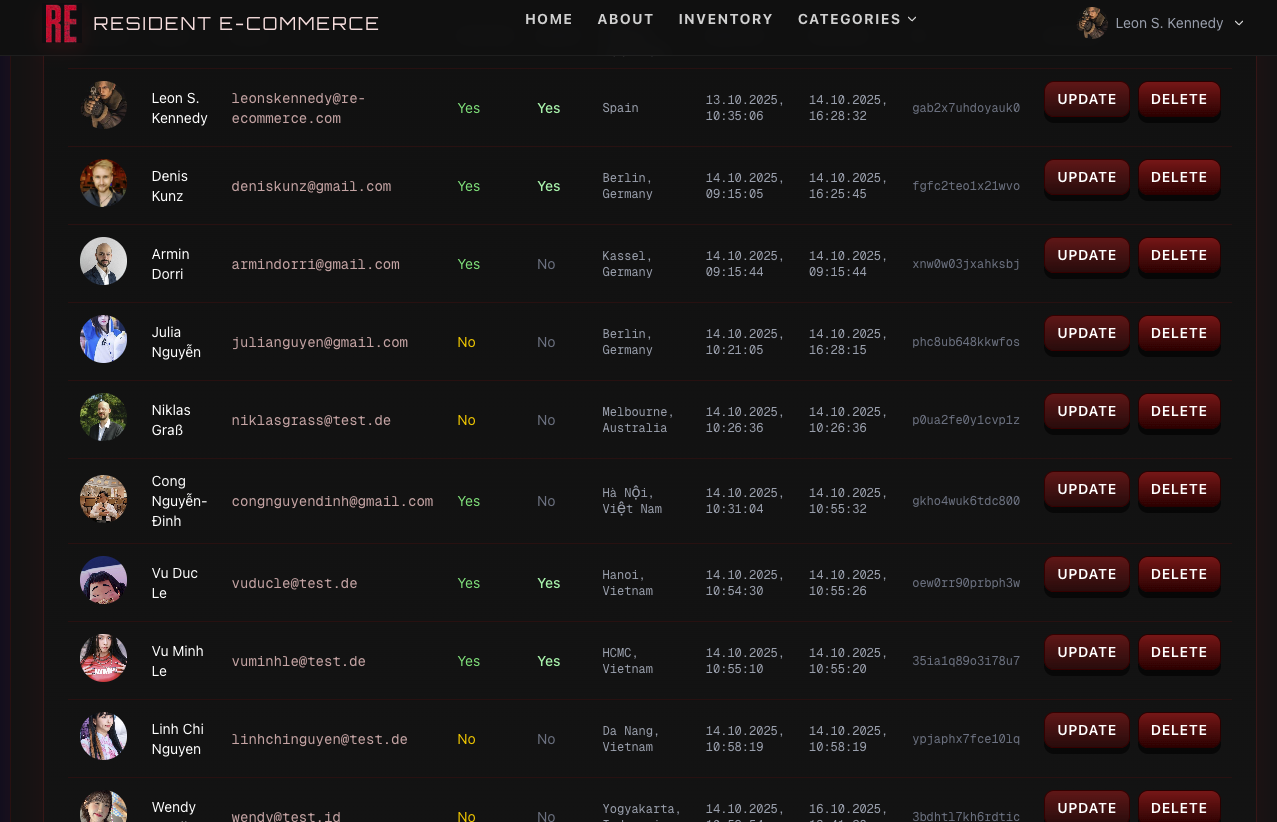 RE RESIDENT E-COMMERCE HOME ABOUT INVENTORY CATEGORIES Leon S. Kennedy
Leon S. Kennedy leonskennedy@re-ecommerce.com Yes Yes Spain 13.10.2025, 10:35:06 14.10.2025, 16:28:32 gab2x7uhdoyauk0 UPDATE DELETE
Denis Kunz deniskunz@gmail.com Yes Yes Berlin, Germany 14.10.2025, 09:15:05 14.10.2025, 16:25:45 fgfc2teo1x21wvo UPDATE DELETE
Armin Dorri armindorri@gmail.com Yes No Kassel, Germany 14.10.2025, 09:15:44 14.10.2025, 09:15:44 xnw0w03jxahksbj UPDATE DELETE
Julia Nguyễn julianguyen@gmail.com No No Berlin, Germany 14.10.2025, 10:21:05 14.10.2025, 16:28:15 phc8ub648kkwfos UPDATE DELETE
Niklas Graß niklasgrass@test.de No No Melbourne, Australia 14.10.2025, 10:26:36 14.10.2025, 10:26:36 p0ua2fe0y1cvp1z UPDATE DELETE
Cong Nguyễn-Đinh congnguyendinh@gmail.com Yes No Hà Nội, Việt Nam 14.10.2025, 10:31:04 14.10.2025, 10:55:32 gkho4wuk6tdc800 UPDATE DELETE
Vu Duc Le vuducle@test.de Yes Yes Hanoi, Vietnam 14.10.2025, 10:54:30 14.10.2025, 10:55:26 oew0rr90prbph3w UPDATE DELETE
Vu Minh Le vuminhle@test.de Yes Yes HCMC, Vietnam 14.10.2025, 10:55:10 14.10.2025, 10:55:20 35ia1q89o3i78u7 UPDATE DELETE
Linh Chi Nguyen linhchinguyen@test.de No No Da Nang, Vietnam 14.10.2025, 10:58:19 14.10.2025, 10:58:19 ypjaphx7fce10lq UPDATE DELETE
Wendy wendy@test.id No No Yogyakarta, 14.10.2025, 16.10.2025, 3bdhtl7kh6rdtic UPDATE DELETE